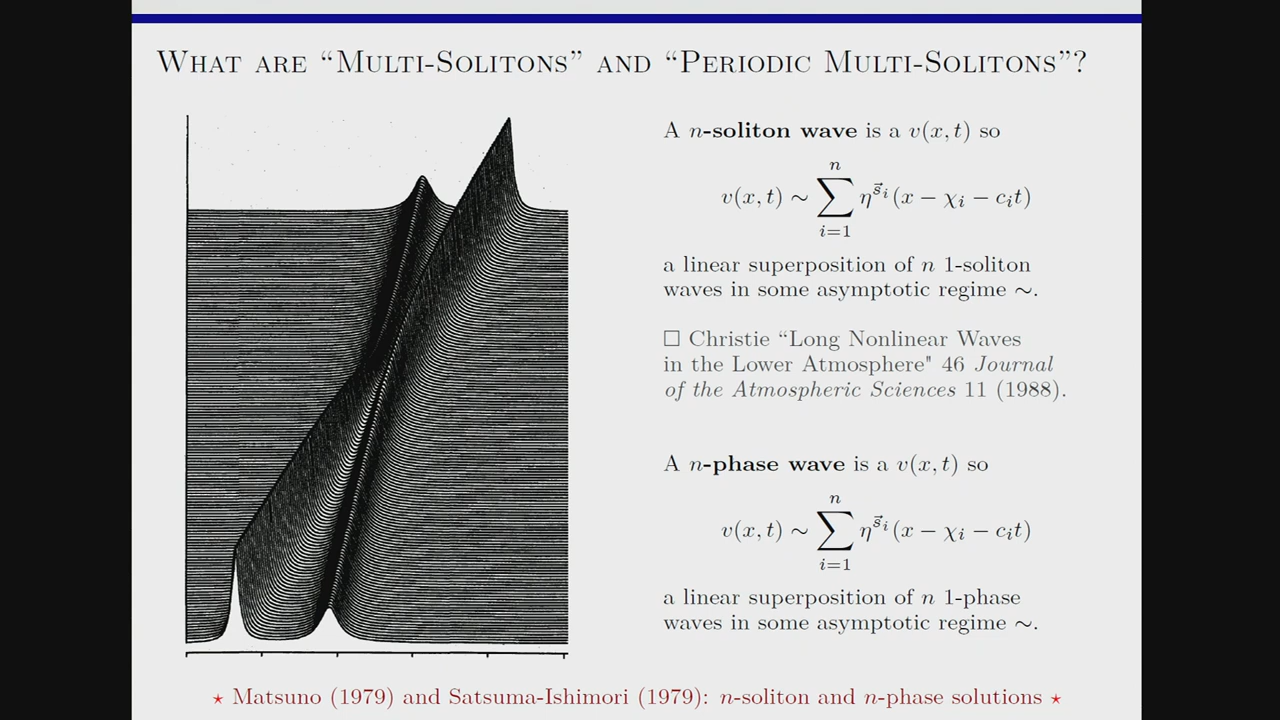 WHAT ARE “MULTI-SOLITONS” AND “PERIODIC MULTI-SOLITONS”?
A n-soliton wave is a v(x, t) so
v(x, t) ∼ ∑_{i=1}^{n} η^{\vec{s}_i}(x − χ_i − c_i t)
a linear superposition of n 1-soliton
waves in some asymptotic regime ∼.
□ Christie “Long Nonlinear Waves
in the Lower Atmosphere" 46 Journal
of the Atmospheric Sciences 11 (1988).
A n-phase wave is a v(x, t) so
v(x, t) ∼ ∑_{i=1}^{n} η^{\vec{s}_i}(x − χ_i − c_i t)
a linear superposition of n 1-phase
waves in some asymptotic regime ∼.
⋆ Matsuno (1979) and Satsuma-Ishimori (1979): n-soliton and n-phase solutions ⋆